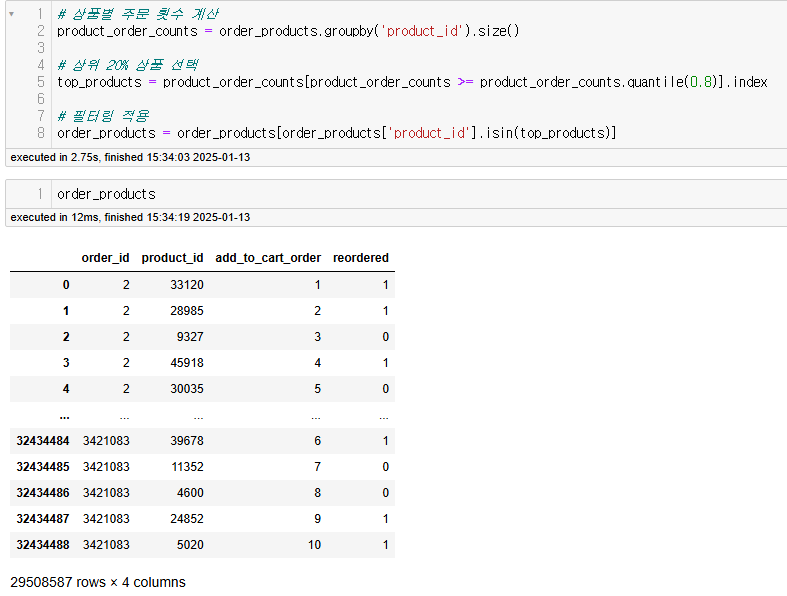 1 # 상품별 주문 횟수 계산
2 product_order_counts = order_products.groupby('product_id').size()
3
4 # 상위 20% 상품 선택
5 top_products = product_order_counts[product_order_counts >= product_order_counts.quantile(0.8)].index
6
7 # 필터링 적용
8 order_products = order_products[order_products['product_id'].isin(top_products)]
executed in 2.75s, finished 15:34:03 2025-01-13
1 order_products
executed in 12ms, finished 15:34:19 2025-01-13
order_id product_id add_to_cart_order reordered
0 2 33120 1 1
1 2 28985 2 1
2 2 9327 3 0
3 2 45918 4 1
4 2 30035 5 0
... ... ... ... ...
32434484 3421083 39678 6 1
32434485 3421083 11352 7 0
32434486 3421083 4600 8 0
32434487 3421083 24852 9 1
32434488 3421083 5020 10 1
29508587 rows × 4 columns